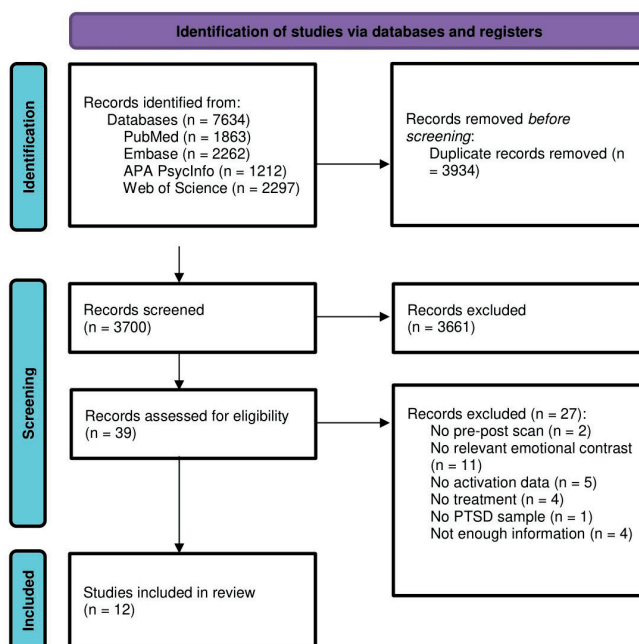 Identification of studies via databases and registers
Identification
Records identified from:
Databases (n = 7634)
PubMed (n = 1863)
Embase (n = 2262)
APA PsycInfo (n = 1212)
Web of Science (n = 2297)
Records removed before
screening:
Duplicate records removed (n
= 3934)
Screening
Records screened
(n = 3700)
Records excluded
(n = 3661)
Records assessed for eligibility
(n = 39)
Records excluded (n = 27):
No pre-post scan (n = 2)
No relevant emotional contrast
(n = 11)
No activation data (n = 5)
No treatment (n = 4)
No PTSD sample (n = 1)
Not enough information (n = 4)
Included
Studies included in review
(n = 12)